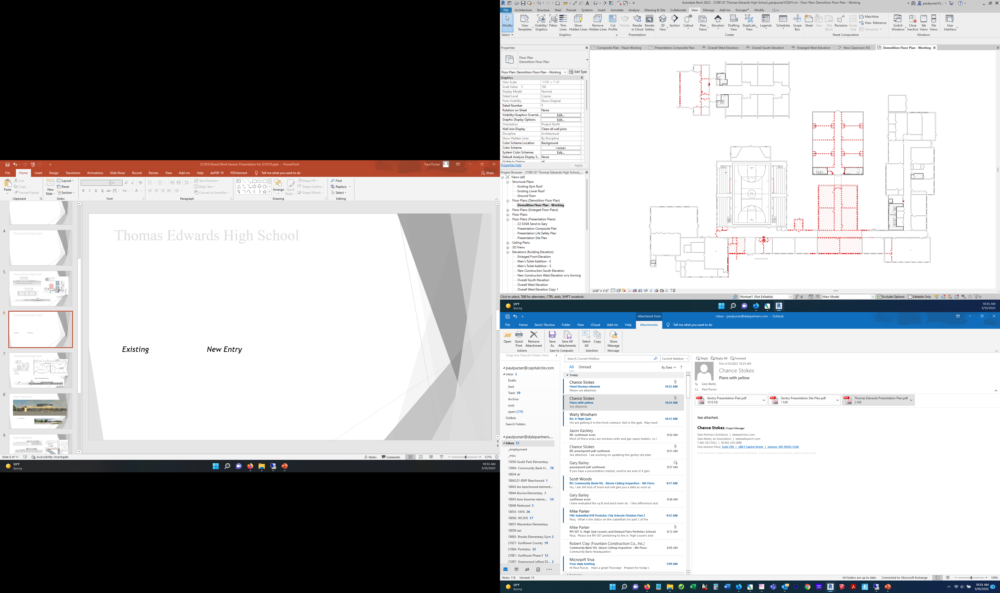 22 0310 Board Work Session Presentation for 22 0310.pptx - PowerPoint
Paul Purser
File Home Insert Design Transitions Animations Slide Show Record Review View Add-ins Help doPDF 10 PDFelement Tell me what you want to do Share
Paste Cut Copy Format Painter Clipboard
New Slide Layout Reset Section Slides
36 Font
Text Direction Align Text Convert to SmartArt Paragraph
Arrange Quick Styles Shape Fill Shape Outline Shape Effects Drawing
Find Replace Select Editing
4
Thomas Edwards High School
5
Thomas Edwards High School
6
Thomas Edwards High School
Existing New Entry
7
Thomas Edwards High School
8
Gentry High School
9
Gentry High School
Thomas Edwards High School
Existing
New Entry
Slide 6 of 11 Accessibility: Investigate Notes Comments 121%
59°F
Sunny
10:55 AM
3/10/2022
Autodesk Revit 2022 - 21081.01 Thomas Edwards High School_paulpurserY2QHY.rvt - Floor Plan: Demolition Floor Plan - Working
paulpurserY2...
File Architecture Structure Steel Precast Systems Insert Annotate Analyze Massing & Site Collaborate View Manage Add-Ins Enscape™ Modify
Modify View Templates Visibility/ Graphics Filters Thin Lines Show Hidden Lines Remove Hidden Lines Cut Profile Render Render in Cloud Render Gallery 3D View Section Callout Plan Views Elevation Drafting View Duplicate View Legends Schedules Scope Box Sheet View Title Block Revisions Guide Grid Matchline View Reference Viewports Switch Windows Close Inactive Tab Views Tile Views User Interface
Select Graphics Presentation Create Sheet Composition Windows
Properties
Composite Plan - Pauls Working Presentation Composite Plan Overall West Elevation Overall South Elevation Enlarged West Elevation New Classroom NS Demolition Floor Plan - Working
Floor Plan
Demolition Floor Plan
Floor Plan: Demolition Floor Plan - Working Edit Type
Graphics
View Scale 1/16" = 1'-0"
Scale Value 1: 192
Display Model Normal
Detail Level Coarse
Parts Visibility Show Original
Detail Number 1
Rotation on Sheet None
Visibility/Graphics Overrid... Edit...
Graphic Display Options Edit...
Orientation Project North
Wall Join Display Clean all wall joins
Discipline Architectural
Show Hidden Lines By Discipline
Color Scheme Location Background
Color Scheme <none>
System Color Schemes Edit...
Default Analysis Display S... None
Visible In Option all
Properties help Apply
Project Browser - 21081.01 Thomas Edwards High School_...
Views (all)
Structural Plans
Existing Gym Roof
Existing Lower Roof
Ground Floor
Floor Plans (Demolition Floor Plan)
Demolition Floor Plan - Working
Floor Plans (Enlarged Floor Plans)
Floor Plans
Floor Plans (Presentation Plans)
22 0308 Send to Gary
Presentation Composite Plan
Presentation Life Safety Plan
Presentation Site Plan
Ceiling Plans
3D Views
Elevations (Building Elevation)
Enlarged Front Elevation
Men's Toilet Addition - E
Men's Toilet Addition - S
New Construction South Elevation
New Construction West Elevation w/o Awning
Overall South Elevation
Overall West Elevation
Overall West Elevation Copy 1
1/16" = 1'-0"
Click to select, TAB for alternates, CTRL adds, SHIFT unselects.
Workset1 (Not Editable) :0 Main Model Exclude Options Editable Only :0
59°F
Sunny
10:55 AM
3/10/2022
Attachment Tools
Inbox - paulpurser@dalepartners.com - Outlook
File Home Send / Receive Folder View iCloud Add-ins Help Attachments Tell me what you want to do
Open Quick Print Remove Attachment Save As Save All Attachments Select All Copy Show Message
Actions Save to Computer Selection Message
Drag Your Favorite Folders Here
paulpurser@capitalcite.com
Inbox 5
Drafts
Sent
Trash 59
Archive
Junk
spam [276]
Outbox
Search Folders
paulpurser@dalepartners....
Inbox 15
_employment
_misc
15050-South Park Elementary
15094- Community Bank H... 70
18034-dr
18043.01-BWF Beechwood 1
18043-bw beechwood element...
18044-Bovina Elementary 1
18045-bow bowmar eleme... 54
18048-Redwood 3
18053- VJHS 26
18056- WCJHS 17
18057-Warrenton Elementary
18059-aoi
19093- Brooks Elementary Gym 2
21027- Sunflower County 19
21064- Pontotoc 32
21081- Sunflower Phase II 12
21097- Greenwood Leflore ES... 2
Search Current Mailbox Current Mailbox
All Unread By Date
Today
Chance Stokes
Fixed thomas edwards 10:32 AM
Please see attached.
Chance Stokes
Plans with yellow 10:24 AM
See attached.
Wally Windham
Re: Jr High Gym 10:12 AM
We are getting it in the front common. Not in the gym. May need
Jason Kackley
RE: sunflower esser 9:52 AM
Most of these areas are window units and gas space heaters, so I
Chance Stokes
RE: powerpoint pdf sunflower 9:51 AM
See attached. I am working on updating the gentry site plan
Gary Bailey
powerpoint pdf sunflower 9:37 AM
If you have a presentation started, send to me even if it gets
Scott Woods
RE: Community Bank HQ - Above Ceiling Inspection - 4th Floor. 9:37 AM
Yes, I am still lout of town but will give you a date as soon as
Gary Bailey
sunflower esser 9:36 AM
I have evaluated the sq ft and most were ok. I few differences but
Mike Parker
FW: Submittal 018 Pontotoc City Schools-Finishes Part 2 9:32 AM
Paul, What is the status on the submittals for part 2 of the
Mike Parker
RFI 007 Jr. High Gym Louvers and Exhaust Fans Pontotoc Schools 8:12 AM
Paul, Please see RFI 007 pertaining to the Jr. High Louvers and
Robert Clay (Fountain Construction Co., Inc.)
Community Bank HQ Above Ceiling Inspection - 4th Floor. 8:05 AM
Community Bank Headquarters
Microsoft Viva
Your daily briefing 7:09 AM
Hi Paul Purser, Have a great Thursday! Prepare for today's
Reply Reply All Forward
Thu 3/10/2022 10:23 AM
Chance Stokes
Plans with yellow
To Gary Bailey
Cc Paul Purser
Gentry Presentation Plan.pdf
1018 KB
Gentry Presentation Site Plan.pdf
1 MB
Thomas Edwards Presentation Plan.pdf
2 MB
See attached.
Chance Stokes, Project Manager
Dale Partners Architects | dalepartners.com
Dale Bailey, an Association | dalebaileyarch.com
T 601 352 5411 | M 601 319 5889
One Jackson Place, Suite 250 | 188 E Capitol Street | Jackson, MS 39201-2100
Email disclaimer: dalepartners.com/email-disclaimer. If you cannot access hyperlink, please email sender.
Items: 118 Unread: 15
All folders are up to date. Connected to: Microsoft Exchange 100%
59°F
Sunny
10:55 AM
3/10/2022
19